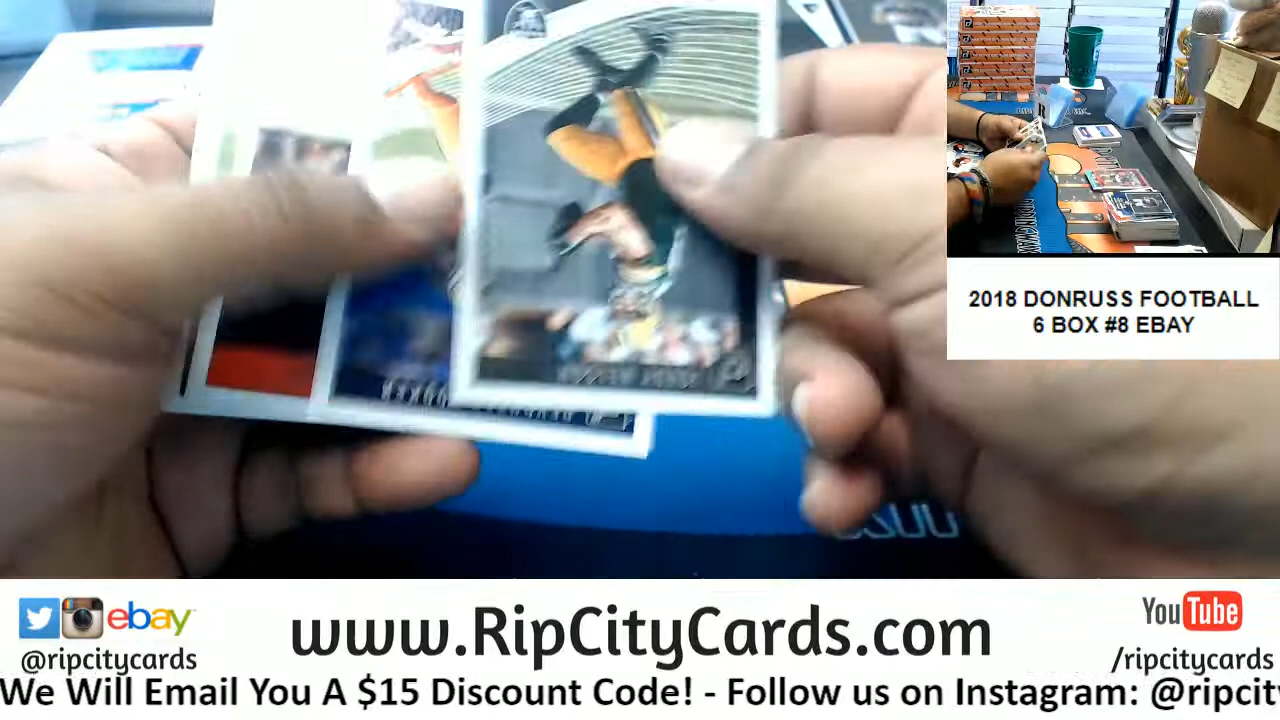 2018 DONRUSS FOOTBALL
6 BOX #8 EBAY
ebay
@ripcitycards
www.RipCityCards.com
YouTube
/ripcitycards
We Will Email You A $15 Discount Code! - Follow us on Instagram: @ripcity